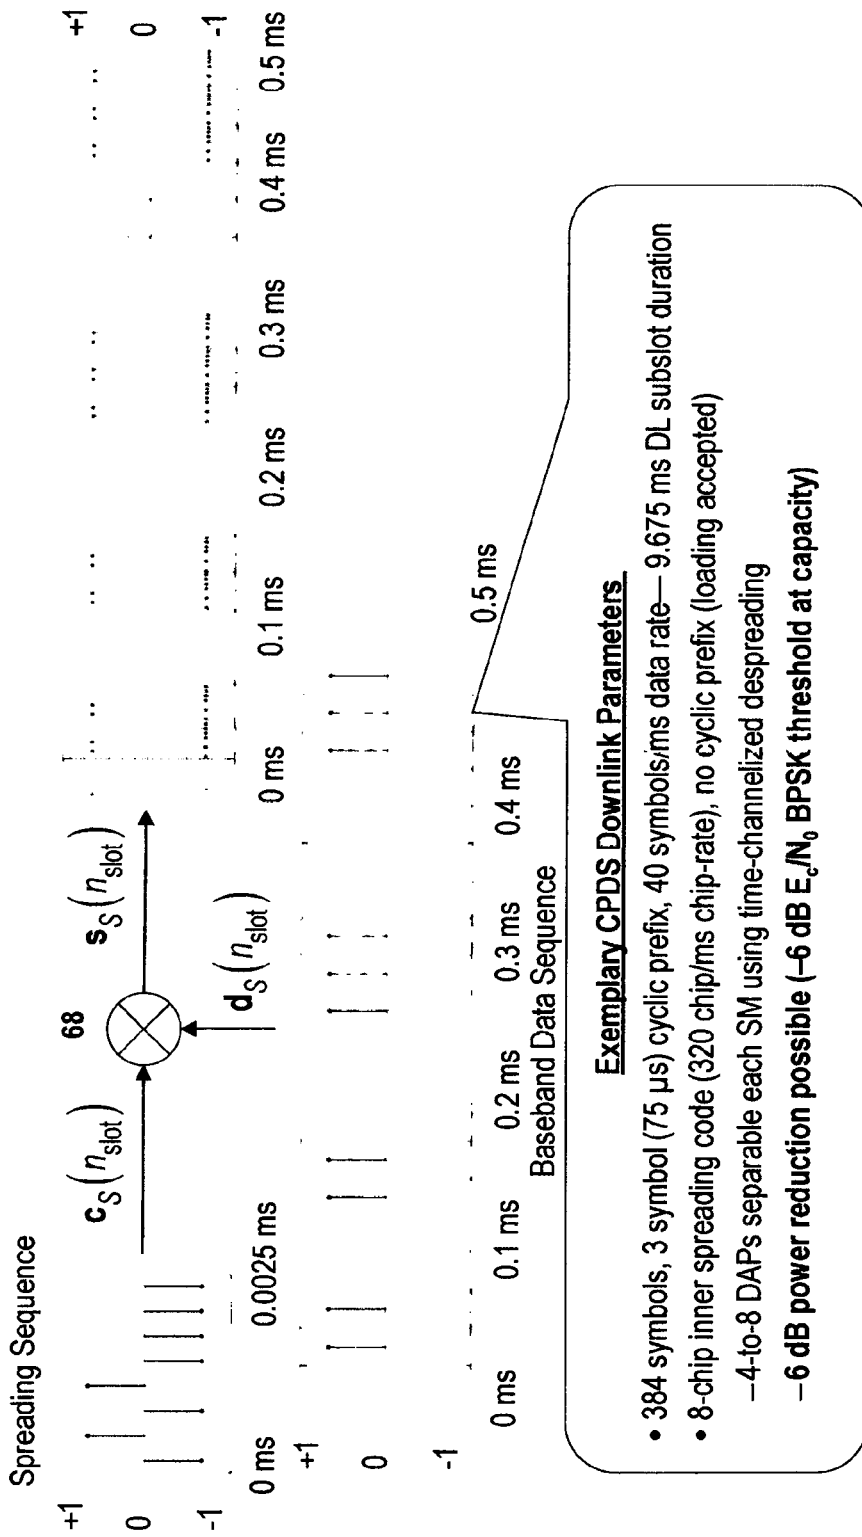 Spreading Sequence
+1
0
-1
0 ms
0.0025 ms
c_S(n_slot)
68
s_S(n_slot)
d_S(n_slot)
+1
0
-1
0 ms
0.1 ms
0.2 ms
0.3 ms
0.4 ms
0.5 ms
+1
0
-1
0 ms
0.1 ms
0.2 ms
0.3 ms
0.4 ms
0.5 ms
Baseband Data Sequence
Exemplary CPDS Downlink Parameters
• 384 symbols, 3 symbol (75 µs) cyclic prefix, 40 symbols/ms data rate— 9.675 ms DL subslot duration
• 8-chip inner spreading code (320 chip/ms chip-rate), no cyclic prefix (loading accepted)
–4-to-8 DAPs separable each SM using time-channelized despreading
–6 dB power reduction possible (–6 dB E_c/N_0 BPSK threshold at capacity)